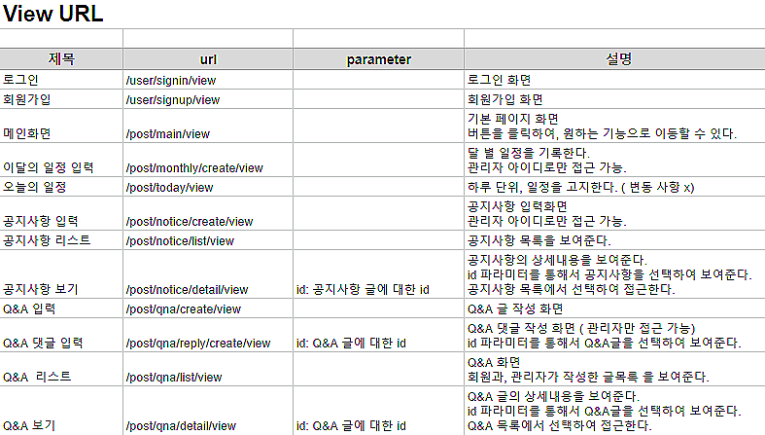 View URL
제목 url parameter 설명
로그인 /user/signin/view 로그인 화면
회원가입 /user/signup/view 회원가입 화면
기본 페이지 화면
메인화면 /post/main/view 버튼을 클릭하여, 원하는 기능으로 이동할 수 있다.
달 별 일정을 기록한다.
이달의 일정 입력 /post/monthly/create/view 관리자 아이디로만 접근 가능.
오늘의 일정 /post/today/view 하루 단위, 일정을 고지한다. ( 변동 사항 x)
공지사항 입력화면
공지사항 입력 /post/notice/create/view 관리자 아이디로만 접근 가능.
공지사항 리스트 /post/notice/list/view 공지사항 목록을 보여준다.
공지사항의 상세내용을 보여준다.
id 파라미터를 통해서 공지사항을 선택하여 보여준다.
공지사항 보기 /post/notice/detail/view id: 공지사항 글에 대한 id 공지사항 목록에서 선택하여 접근한다.
Q&A 입력 /post/qna/create/view Q&A 글 작성 화면
Q&A 댓글 작성 화면 ( 관리자만 접근 가능)
Q&A 댓글 입력 /post/qna/reply/create/view id: Q&A 글에 대한 id id 파라미터를 통해서 Q&A글을 선택하여 보여준다.
Q&A 화면
Q&A 리스트 /post/qna/list/view 회원과, 관리자가 작성한 글목록 을 보여준다.
Q&A 글의 상세내용을 보여준다.
id 파라미터를 통해서 Q&A글을 선택하여 보여준다.
Q&A 보기 /post/qna/detail/view id: Q&A 글에 대한 id Q&A 목록에서 선택하여 접근한다.